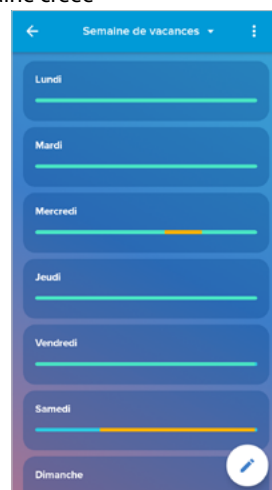 Semaine de vacances
Lundi
Mardi
Mercredi
Jeudi
Vendredi
Samedi
Dimanche